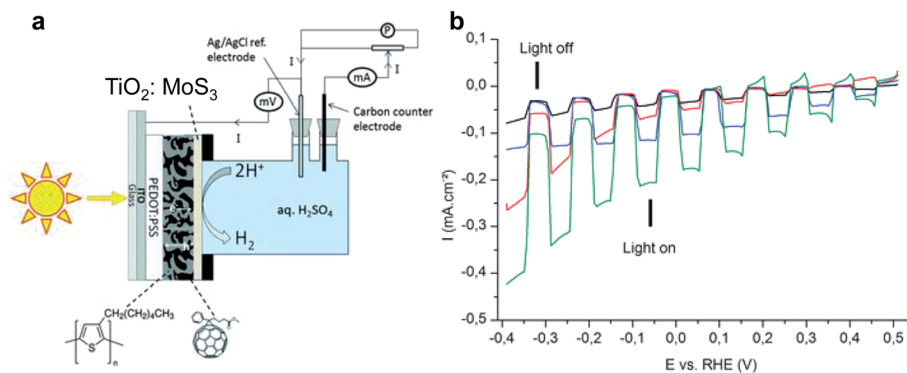 a
Ag/AgCl ref.
electrode
P
I
mA
I
TiO₂: MoS₃
mV
I
Carbon counter
electrode
Glass
ITO
PEDOT:PSS
2H⁺
H₂
aq. H₂SO₄
CH₂(CH₂)₄CH₃
S
n
b
Light off
Light on
I (mA.cm⁻²)
0,0
-0,1
-0,2
-0,3
-0,4
-0,5
-0,4
-0,3
-0,2
-0,1
0,0
0,1
0,2
0,3
0,4
0,5
E vs. RHE (V)